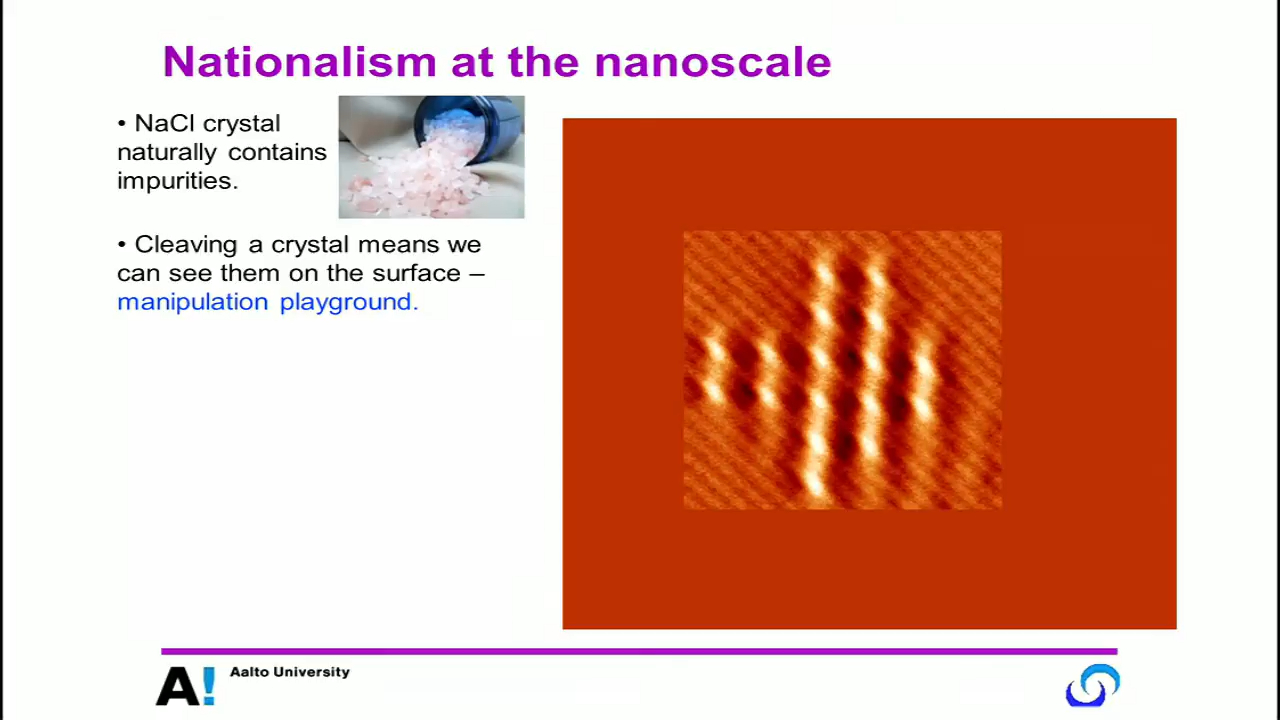 Nationalism at the nanoscale
• NaCl crystal
naturally contains
impurities.
• Cleaving a crystal means we
can see them on the surface –
manipulation playground.
A! Aalto University